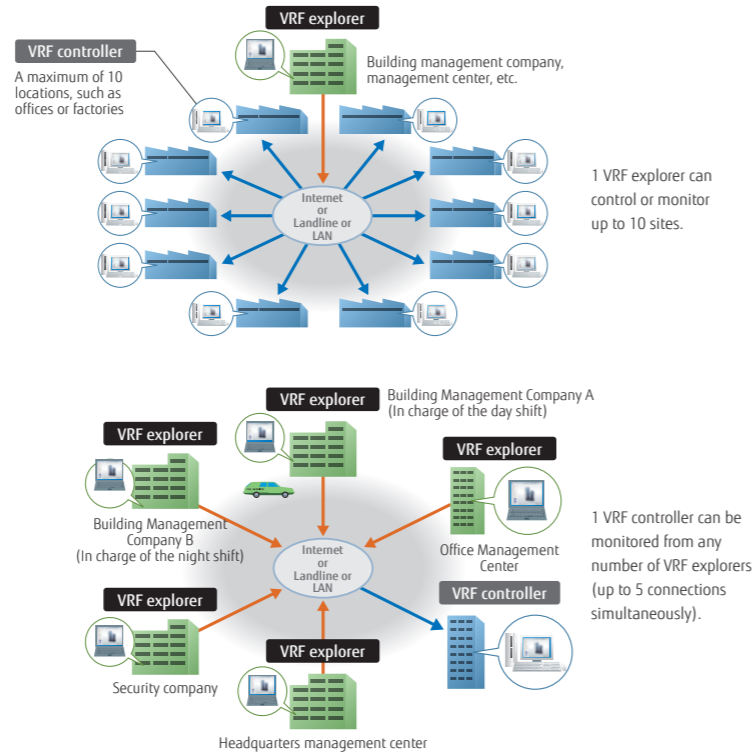 VRF explorer
VRF controller
A maximum of 10
locations, such as
offices or factories
Building management company,
management center, etc.
Internet
or
Landline or
LAN
1 VRF explorer can
control or monitor
up to 10 sites.
VRF explorer
Building Management Company A
(In charge of the day shift)
VRF explorer
Building Management
Company B
(In charge of the night shift)
VRF explorer
Office Management
Center
Internet
or
Landline or
LAN
1 VRF controller can be
monitored from any
number of VRF explorers
(up to 5 connections
simultaneously).
VRF explorer
Security company
VRF controller
VRF explorer
Headquarters management center